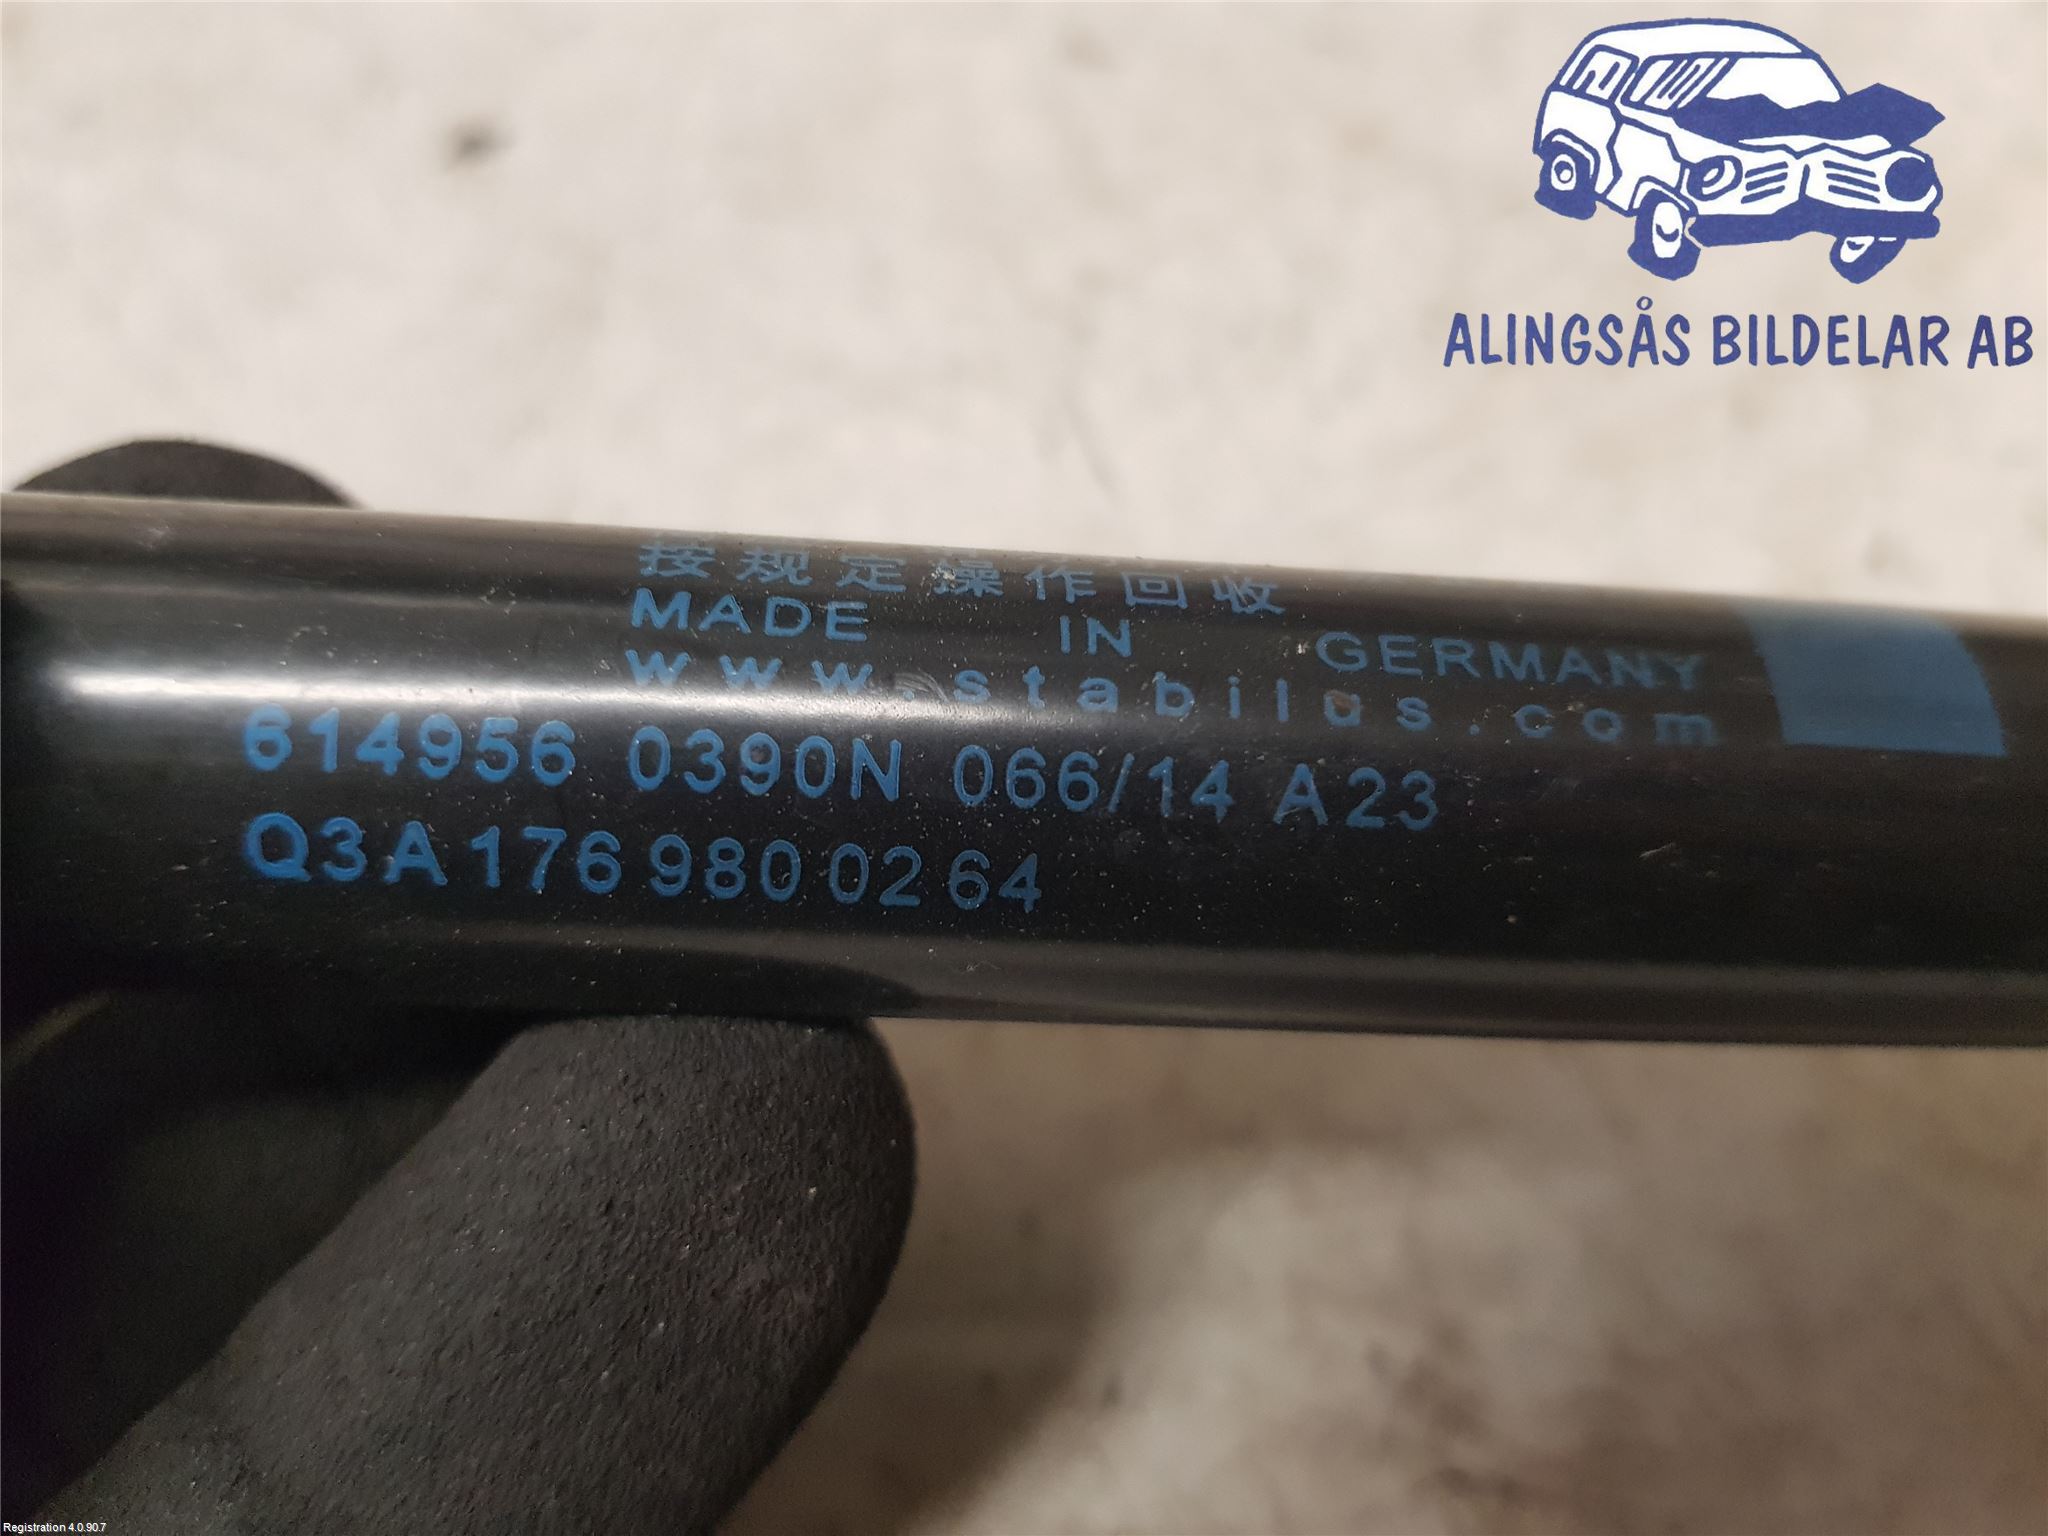 ALINGSÅS BILDELAR AB
按规定操作回收
MADE IN GERMANY
www.stabilus.com
614956 0390N 066/14 A23
Q3A 176 980 02 64
Registration 4.0.90.7